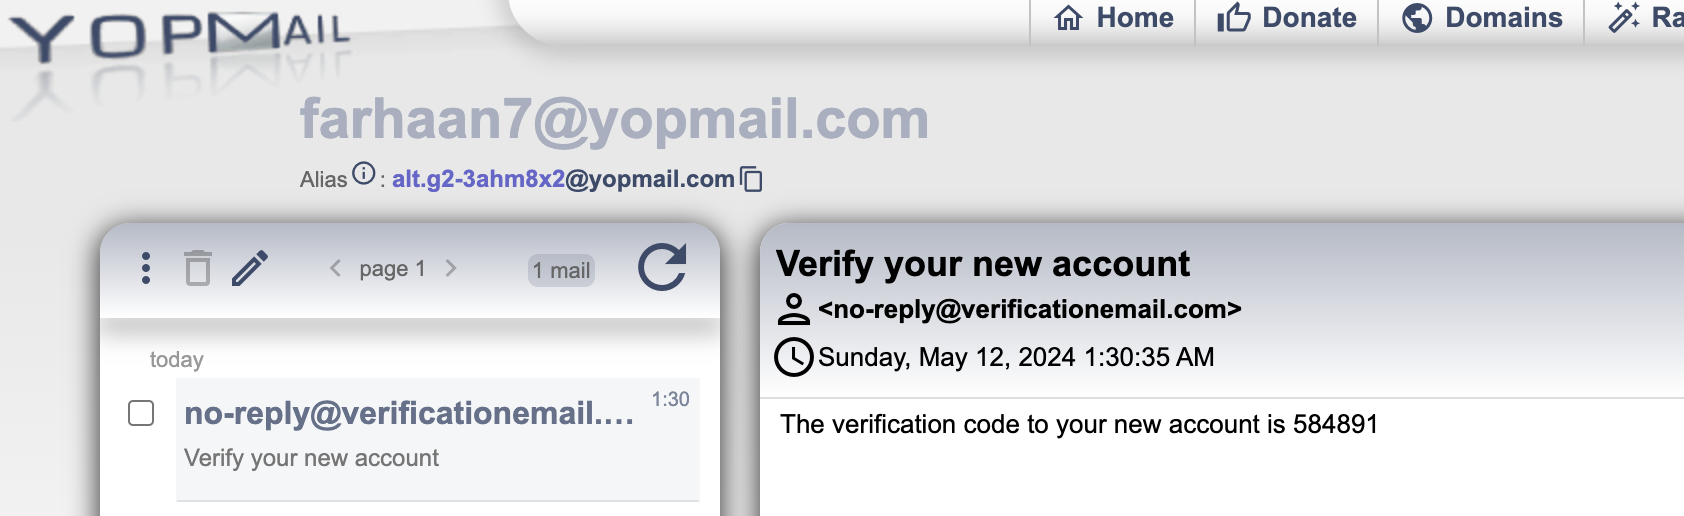 YOPMAIL
Home
Donate
Domains
Ra
farhaan7@yopmail.com
Alias : alt.g2-3ahm8x2@yopmail.com
page 1
1 mail
today
no-reply@verificationemail....
1:30
Verify your new account
Verify your new account
<no-reply@verificationemail.com>
Sunday, May 12, 2024 1:30:35 AM
The verification code to your new account is 584891